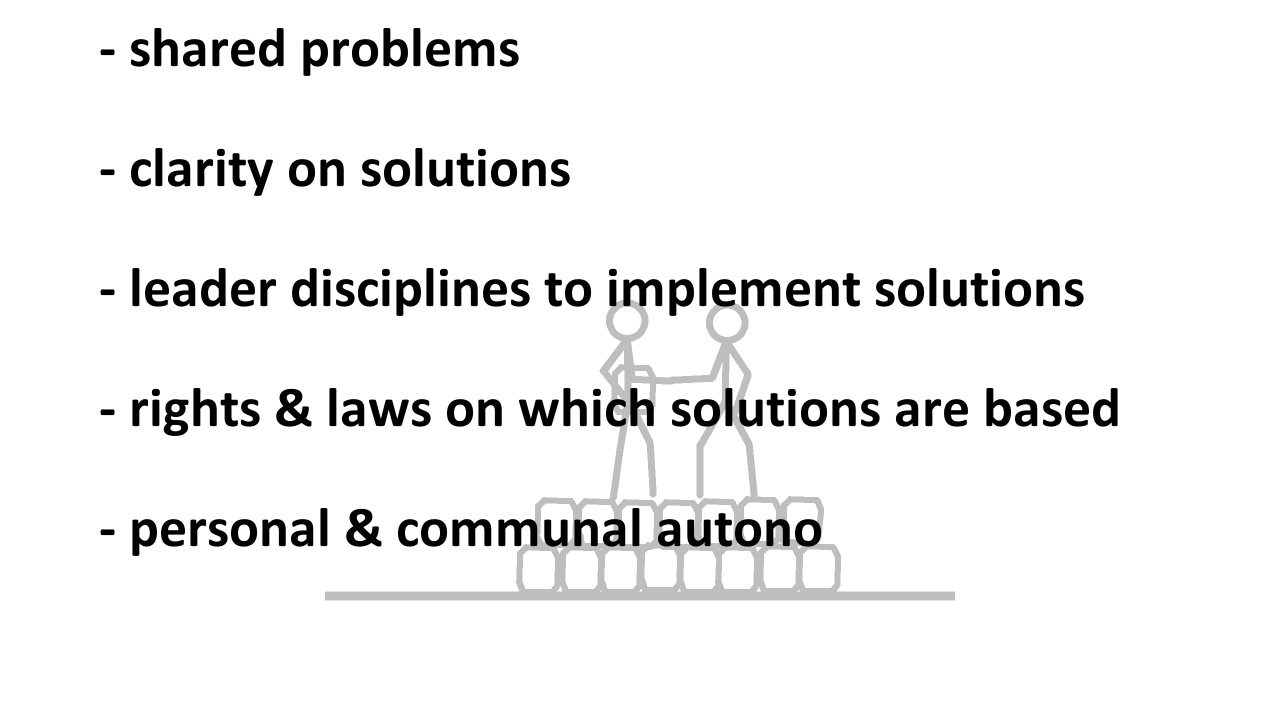 - shared problems
- clarity on solutions
- leader disciplines to implement solutions
- rights & laws on which solutions are based
- personal & communal autono